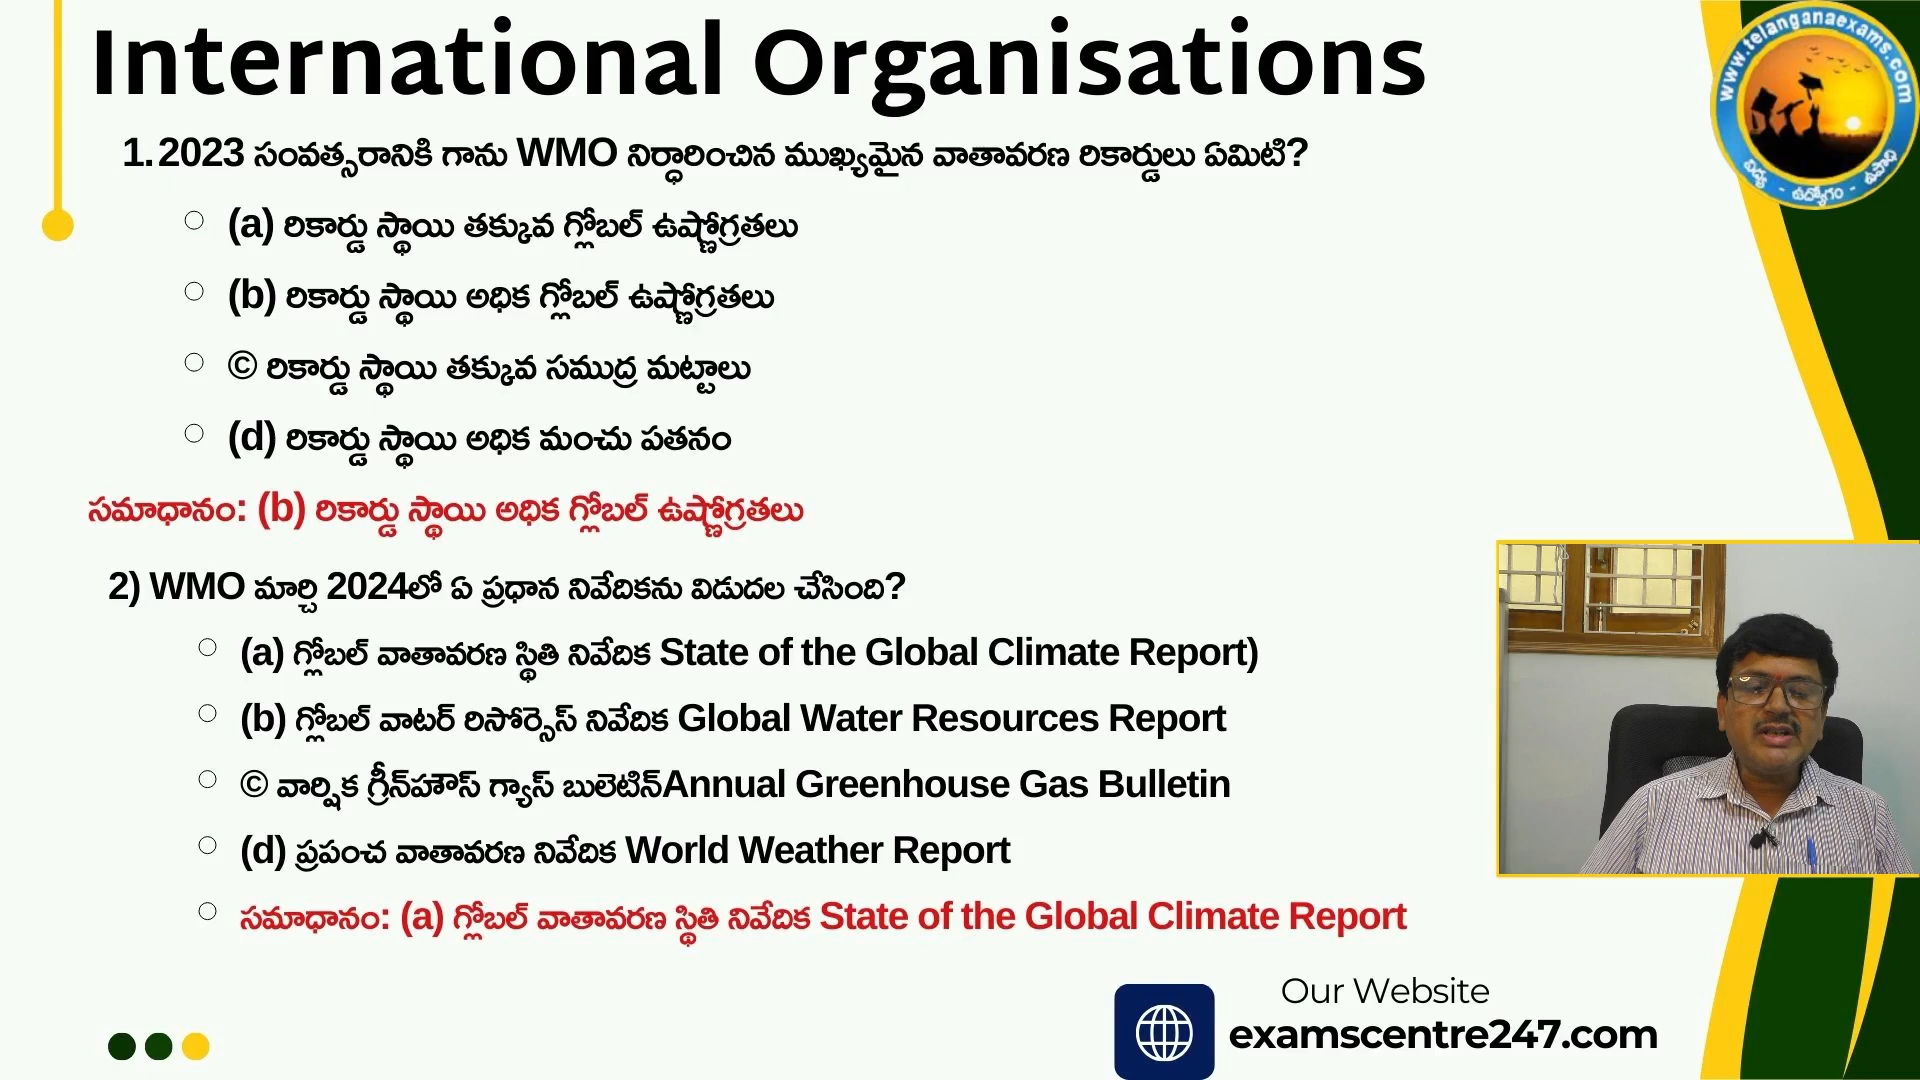 International Organisations
www.telanganaexams.com
విద్య - ఉద్యోగం - ఉపాధి
1. 2023 సంవత్సరానికి గాను WMO నిర్ధారించిన ముఖ్యమైన వాతావరణ రికార్డులు ఏమిటి?
(a) రికార్డు స్థాయి తక్కువ గ్లోబల్ ఉష్ణోగ్రతలు
(b) రికార్డు స్థాయి అధిక గ్లోబల్ ఉష్ణోగ్రతలు
© రికార్డు స్థాయి తక్కువ సముద్ర మట్టాలు
(d) రికార్డు స్థాయి అధిక మంచు పతనం
సమాధానం: (b) రికార్డు స్థాయి అధిక గ్లోబల్ ఉష్ణోగ్రతలు
2) WMO మార్చి 2024లో ఏ ప్రధాన నివేదికను విడుదల చేసింది?
(a) గ్లోబల్ వాతావరణ స్థితి నివేదిక State of the Global Climate Report)
(b) గ్లోబల్ వాటర్ రిసోర్సెస్ నివేదిక Global Water Resources Report
© వార్షిక గ్రీన్‌హౌస్ గ్యాస్ బులెటిన్Annual Greenhouse Gas Bulletin
(d) ప్రపంచ వాతావరణ నివేదిక World Weather Report
సమాధానం: (a) గ్లోబల్ వాతావరణ స్థితి నివేదిక State of the Global Climate Report
Our Website
examscentre247.com